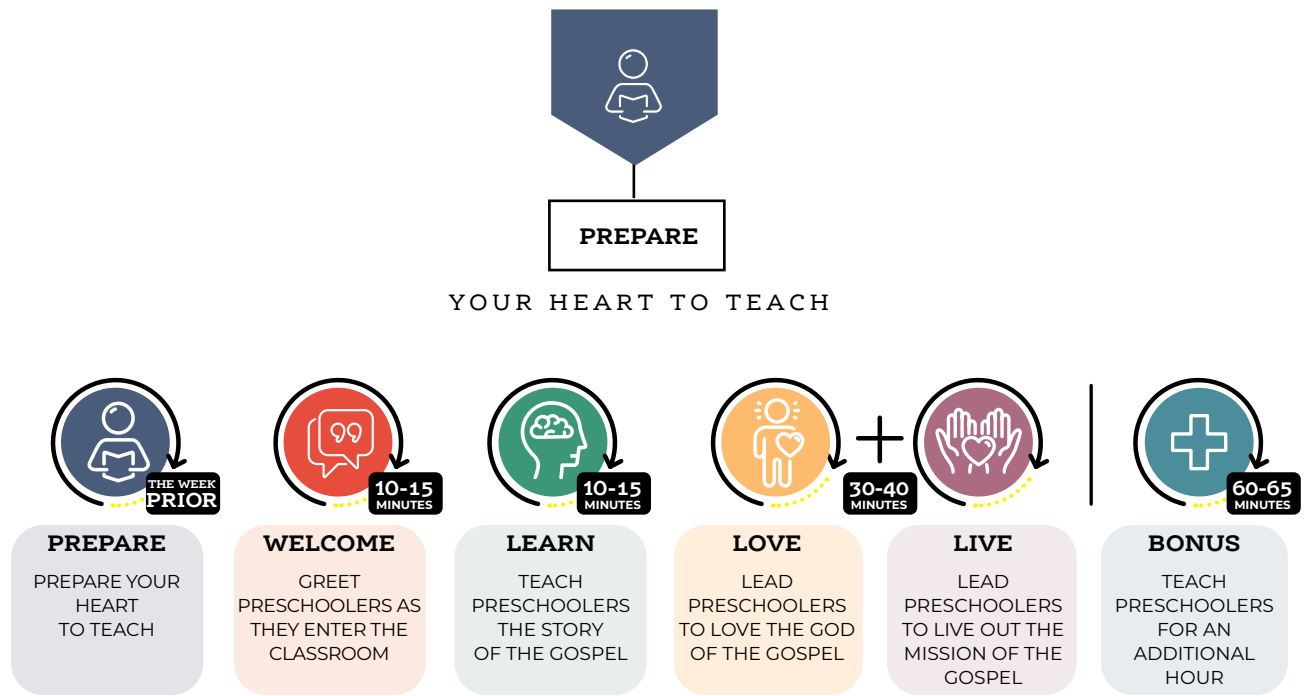 PREPARE
YOUR HEART TO TEACH
THE WEEK
PRIOR
10-15
MINUTES
10-15
MINUTES
30-40
MINUTES
60-65
MINUTES
PREPARE
PREPARE YOUR
HEART
TO TEACH
WELCOME
GREET
PRESCHOOLERS AS
THEY ENTER THE
CLASSROOM
LEARN
TEACH
PRESCHOOLERS
THE STORY
OF THE GOSPEL
LOVE
LEAD
PRESCHOOLERS
TO LOVE THE GOD
OF THE GOSPEL
LIVE
LEAD
PRESCHOOLERS
TO LIVE OUT THE
MISSION OF THE
GOSPEL
BONUS
TEACH
PRESCHOOLERS
FOR AN
ADDITIONAL
HOUR